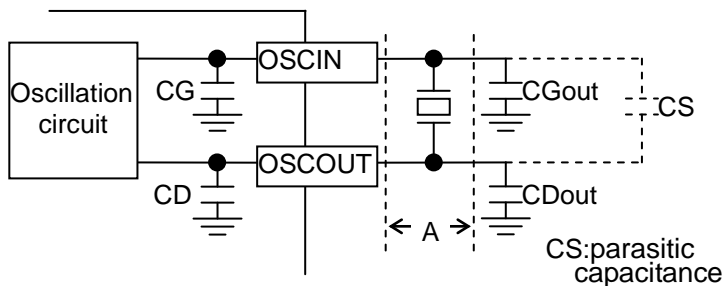 OSCIN
Oscillation
circuit
CG
CGout
CS
OSCOUT
CD
CDout
A
CS:parasitic
capacitance